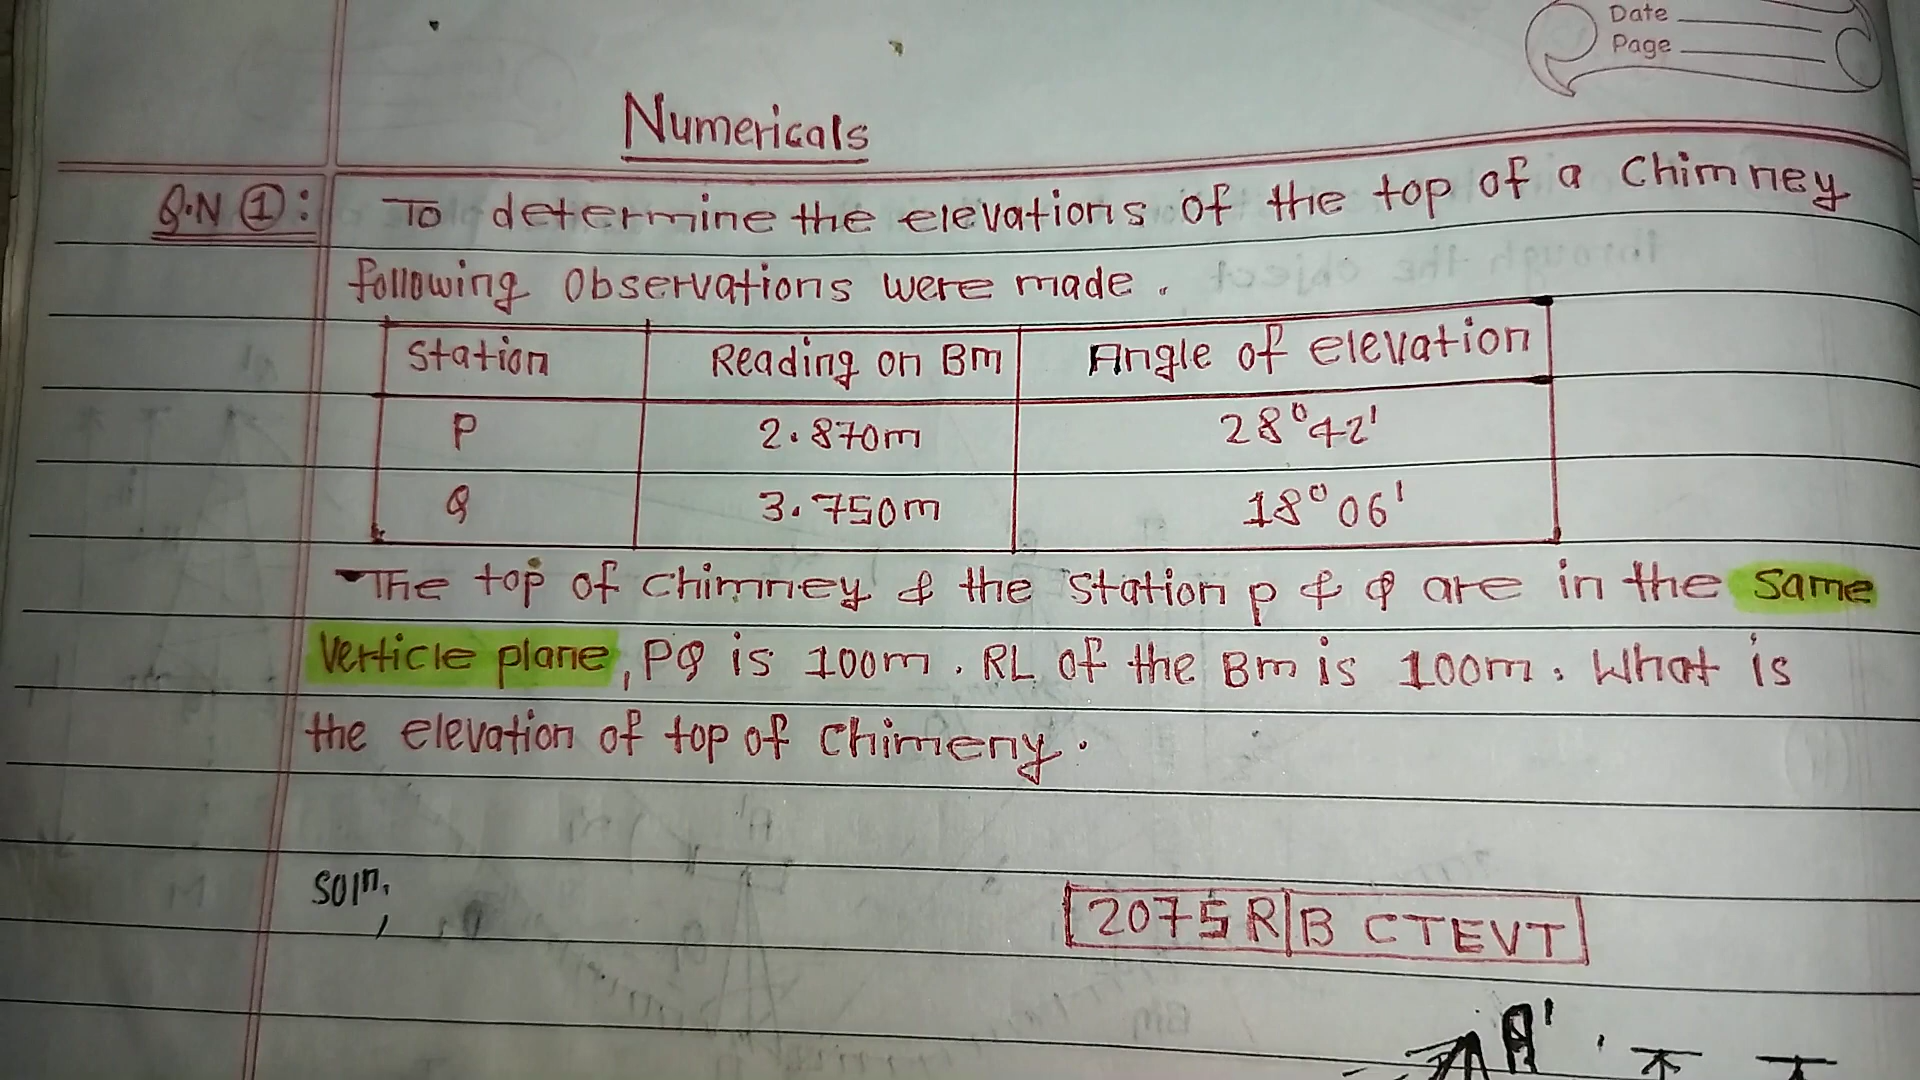 Date
Page
Numericals
Q.N ①: To determine the elevations of the top of a Chimney
following observations were made.
Station Reading on Bm Angle of elevation
P 2.870m 28°42'
Q 3.750m 18°06'
The top of Chimney & the station P & Q are in the same
verticle plane, PQ is 100m. RL of the Bm is 100m. What is
the elevation of top of Chimeny.
Soln,
2075 R/B CTEVT
A'